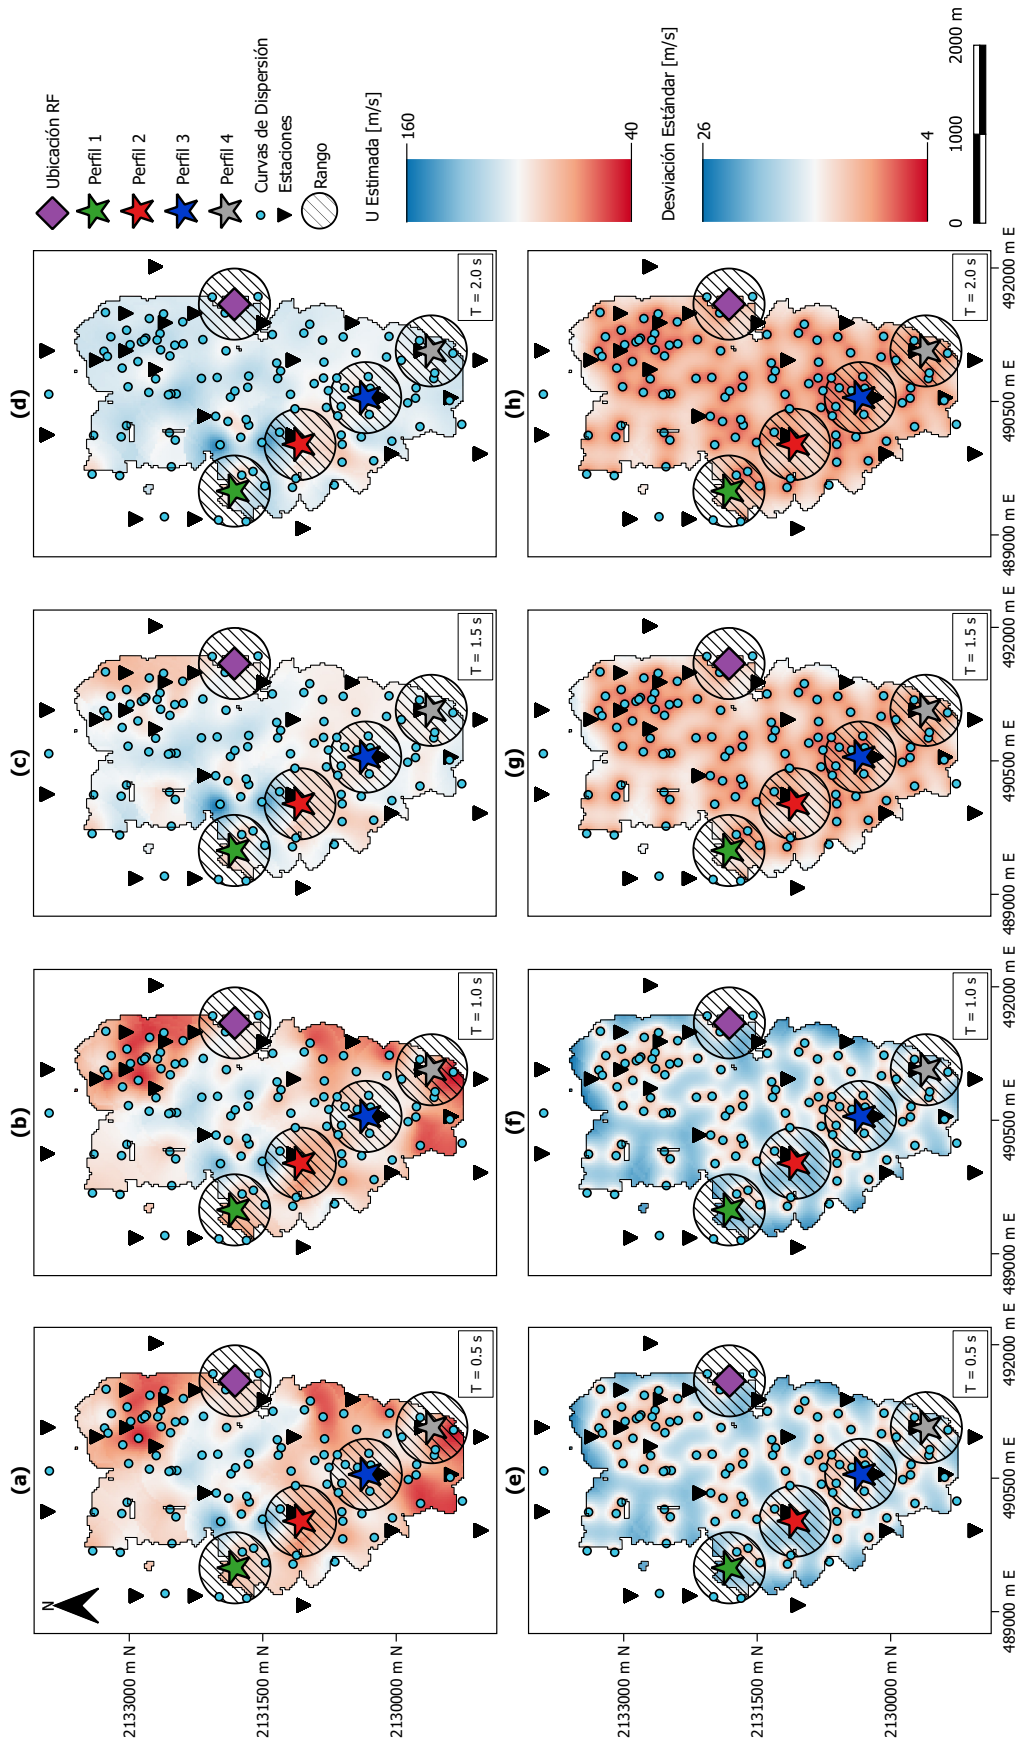 (a)
(b)
(c)
(d)
N
T = 0.5 s
T = 1.0 s
T = 1.5 s
T = 2.0 s
2133000 m N
2131500 m N
2130000 m N
(e)
(f)
(g)
(h)
T = 0.5 s
T = 1.0 s
T = 1.5 s
T = 2.0 s
2133000 m N
2131500 m N
2130000 m N
489000 m E
490500 m E
492000 m E
489000 m E
490500 m E
492000 m E
489000 m E
490500 m E
492000 m E
489000 m E
490500 m E
492000 m E
Ubicación RF
Perfil 1
Perfil 2
Perfil 3
Perfil 4
Curvas de Dispersión
Estaciones
Rango
U Estimada [m/s]
160
40
Desviación Estándar [m/s]
26
4
0
1000
2000 m